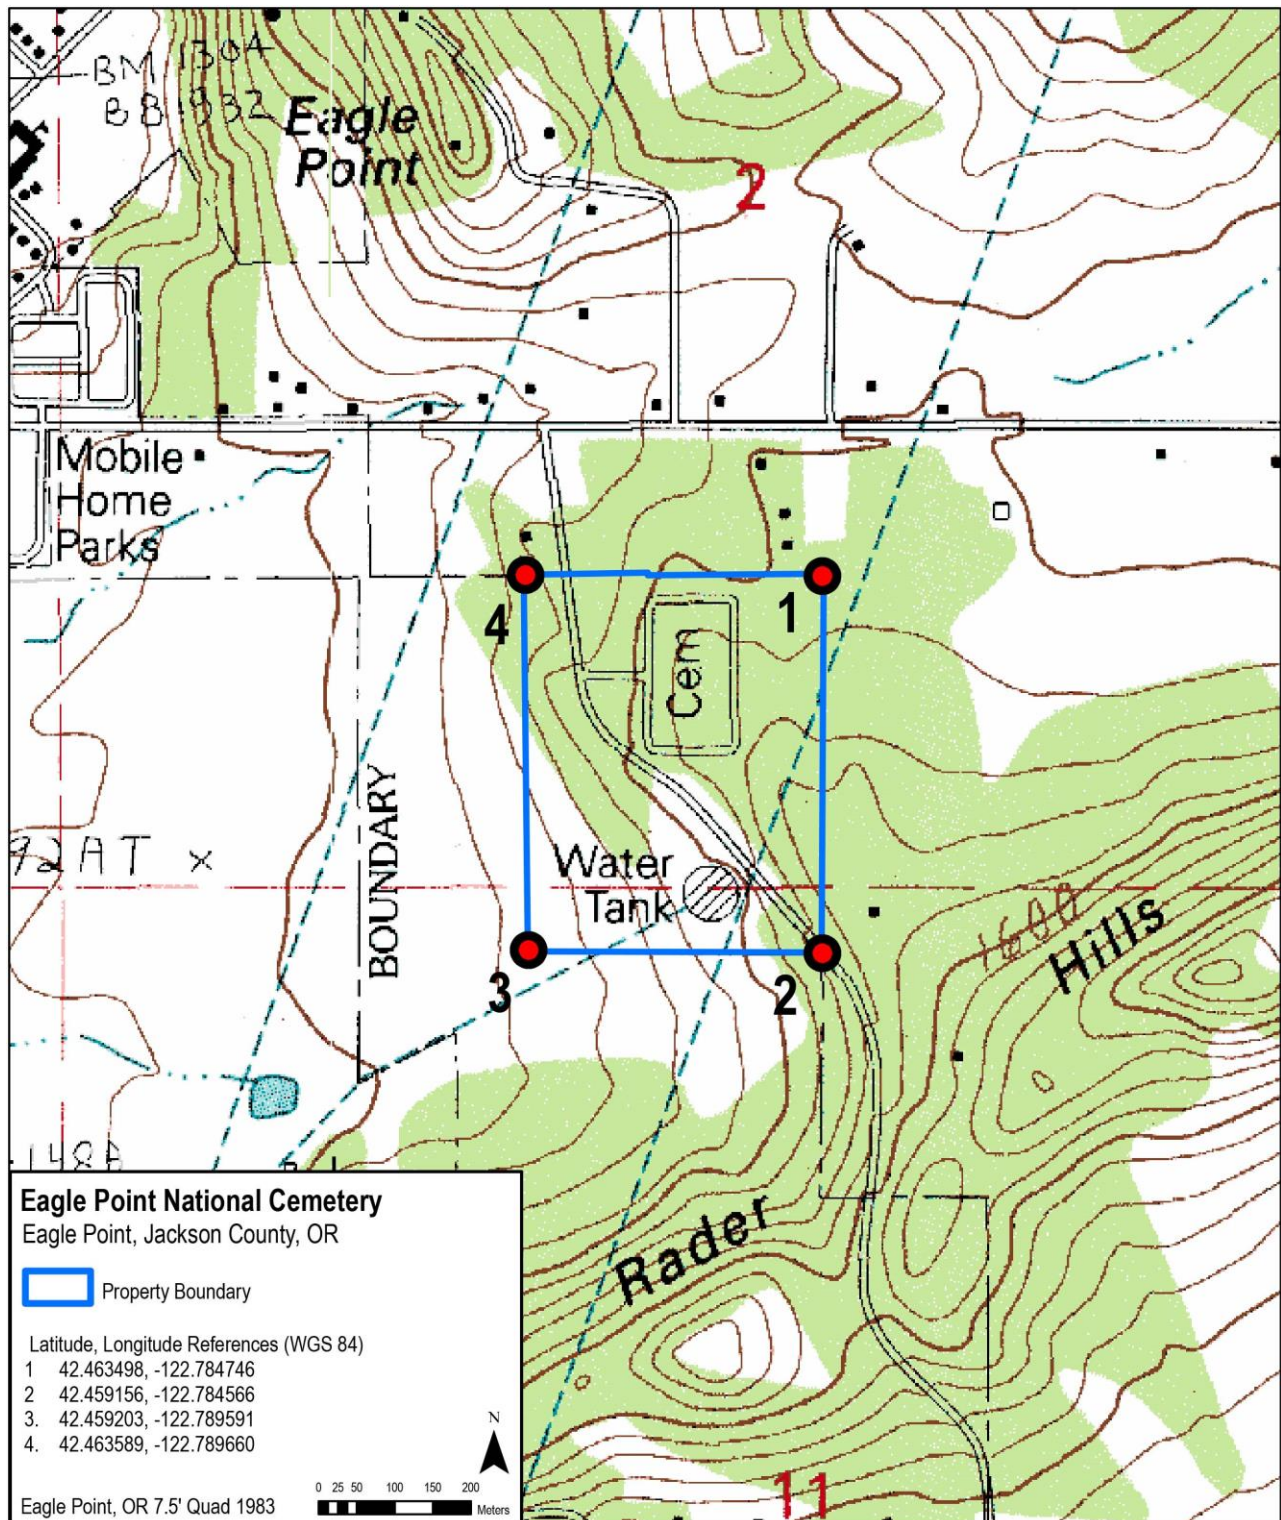 BM 1304
BB 1932
Eagle
Point
2
Mobile
Home
Parks
4
1
Cem
BOUNDARY
92AT x
Water
Tank
1600
Hills
3
2
Rader
11
Eagle Point National Cemetery
Eagle Point, Jackson County, OR
Property Boundary
Latitude, Longitude References (WGS 84)
1 42.463498, -122.784746
2 42.459156, -122.784566
3. 42.459203, -122.789591
4. 42.463589, -122.789660
N
0 25 50 100 150 200
Meters
Eagle Point, OR 7.5' Quad 1983